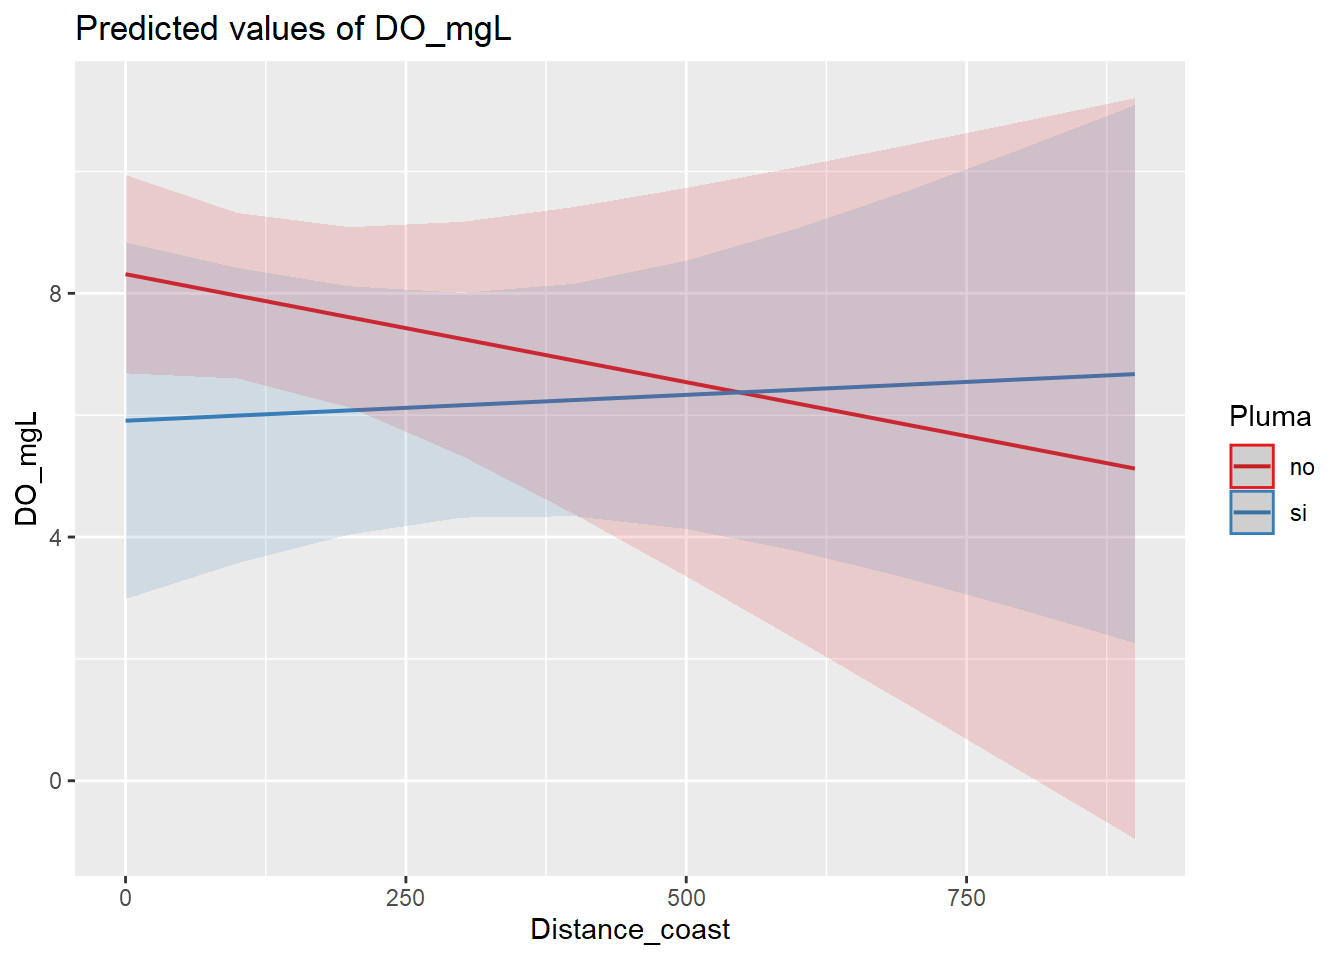 Predicted values of DO_mgL
8
4
0
DO_mgL
0
250
500
750
Distance_coast
Pluma
no
si